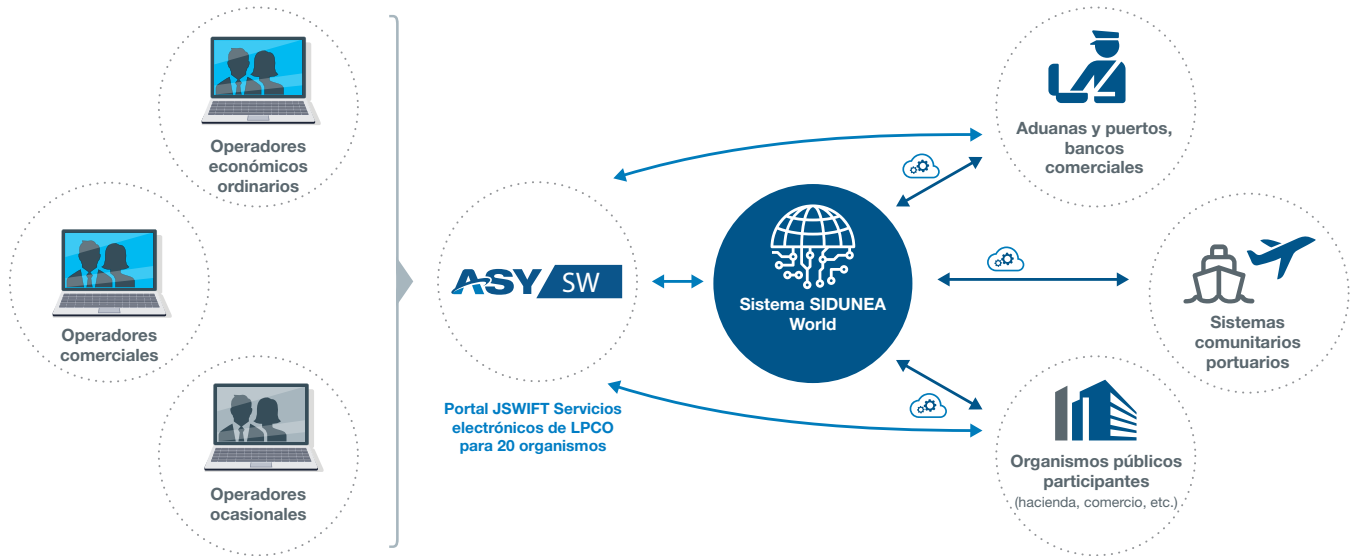 Operadores
económicos
ordinarios
Operadores
comerciales
Operadores
ocasionales
ASY SW
Portal JSWIFT Servicios
electrónicos de LPCO
para 20 organismos
Sistema SIDUNEA
World
Aduanas y puertos,
bancos
comerciales
Sistemas
comunitarios
portuarios
Organismos públicos
participantes
(hacienda, comercio, etc.)